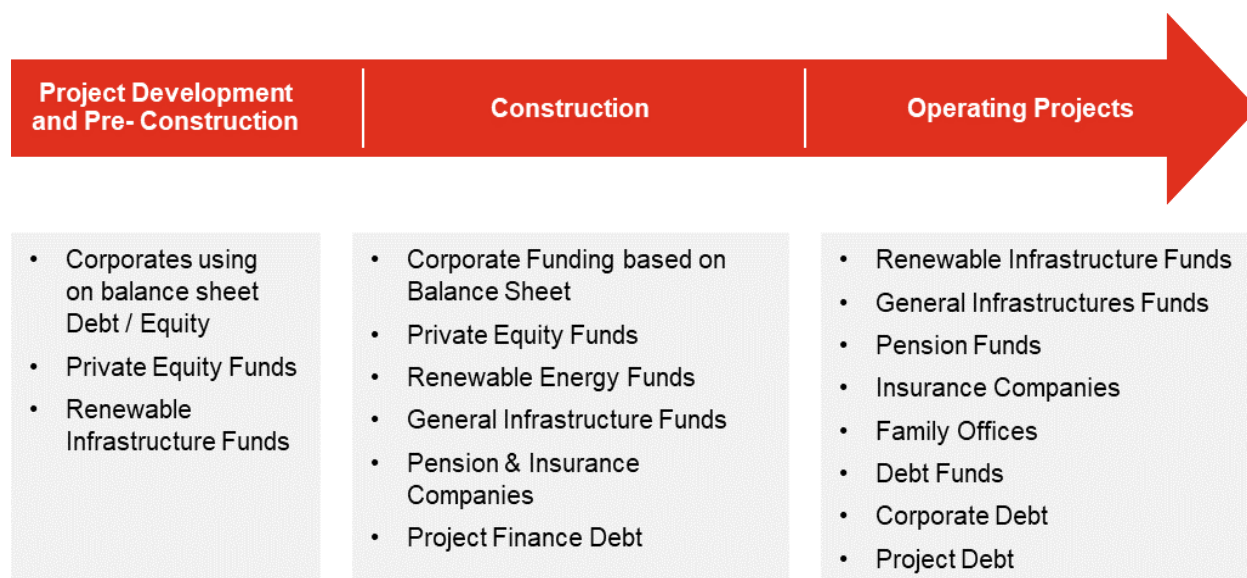 Project Development
and Pre- Construction
Construction
Operating Projects
• Corporates using
on balance sheet
Debt / Equity
• Private Equity Funds
• Renewable
Infrastructure Funds
• Corporate Funding based on
Balance Sheet
• Private Equity Funds
• Renewable Energy Funds
• General Infrastructure Funds
• Pension & Insurance
Companies
• Project Finance Debt
• Renewable Infrastructure Funds
• General Infrastructures Funds
• Pension Funds
• Insurance Companies
• Family Offices
• Debt Funds
• Corporate Debt
• Project Debt